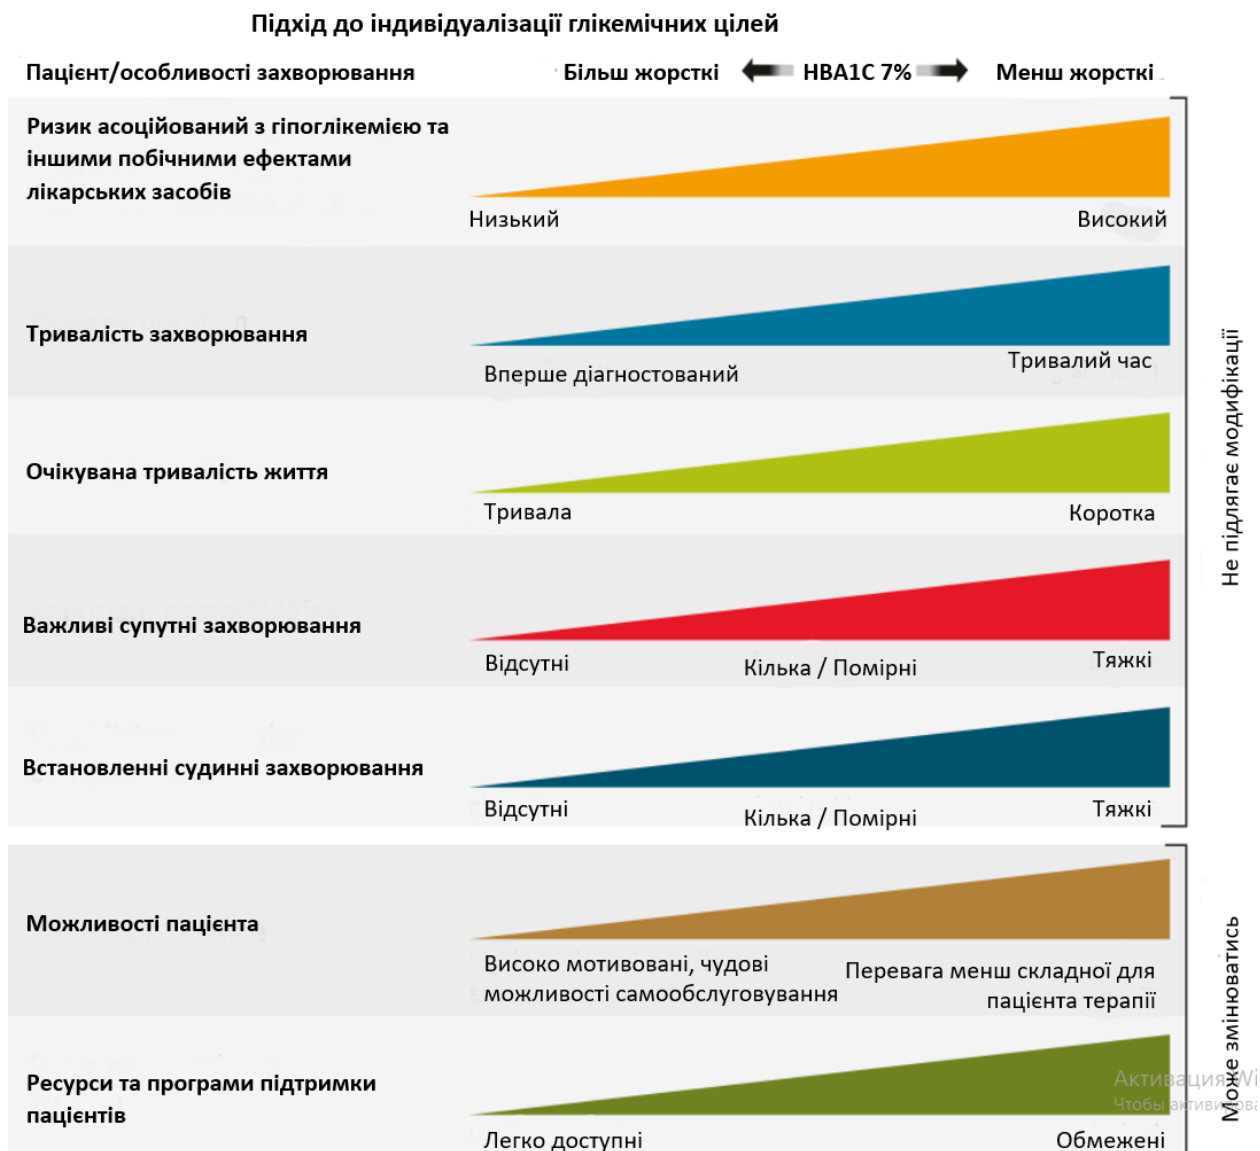 Підхід до індивідуалізації глікемічних цілей
Пацієнт/особливості захворювання
Більш жорсткі
HBA1C 7%
Менш жорсткі
Ризик асоційований з гіпоглікемією та
іншими побічними ефектами
лікарських засобів
Низький
Високий
Тривалість захворювання
Вперше діагностований
Тривалий час
Очікувана тривалість життя
Тривала
Коротка
Важливі супутні захворювання
Відсутні
Кілька / Помірні
Тяжкі
Встановленні судинні захворювання
Відсутні
Кілька / Помірні
Тяжкі
Не підлягає модифікації
Можливості пацієнта
Високо мотивовані, чудові
можливості самообслуговування
Перевага менш складної для
пацієнта терапії
Ресурси та програми підтримки
пацієнтів
Легко доступні
Обмежені
Може змінюватись
Активация Wi
Чтобы активирова